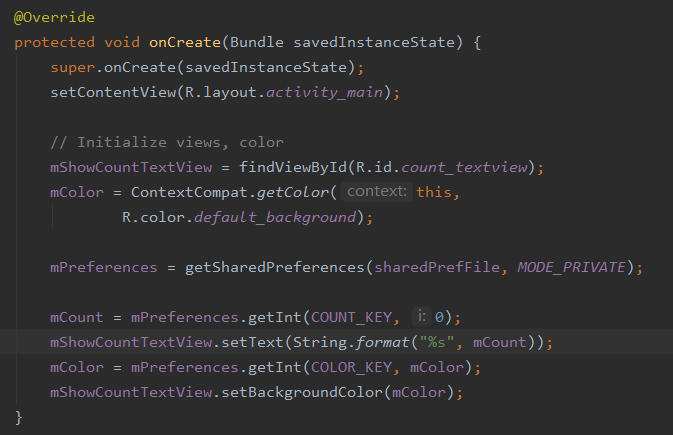 @Override
protected void onCreate(Bundle savedInstanceState) {
    super.onCreate(savedInstanceState);
    setContentView(R.layout.activity_main);

    // Initialize views, color
    mShowCountTextView = findViewById(R.id.count_textview);
    mColor = ContextCompat.getColor( context: this,
            R.color.default_background);

    mPreferences = getSharedPreferences(sharedPrefFile, MODE_PRIVATE);

    mCount = mPreferences.getInt(COUNT_KEY, i: 0);
    mShowCountTextView.setText(String.format("%s", mCount));
    mColor = mPreferences.getInt(COLOR_KEY, mColor);
    mShowCountTextView.setBackgroundColor(mColor);
}